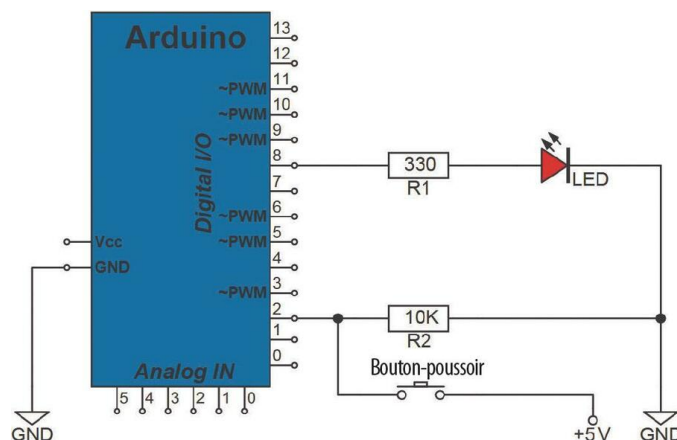 Arduino
13
12
~PWM 11
~PWM 10
~PWM 9
8
7
~PWM 6
~PWM 5
4
~PWM 3
2
1
0
Digital I/O
Vcc
GND
Analog IN
5 4 3 2 1 0
330
R1
LED
10K
R2
Bouton-poussoir
+5V
GND
GND